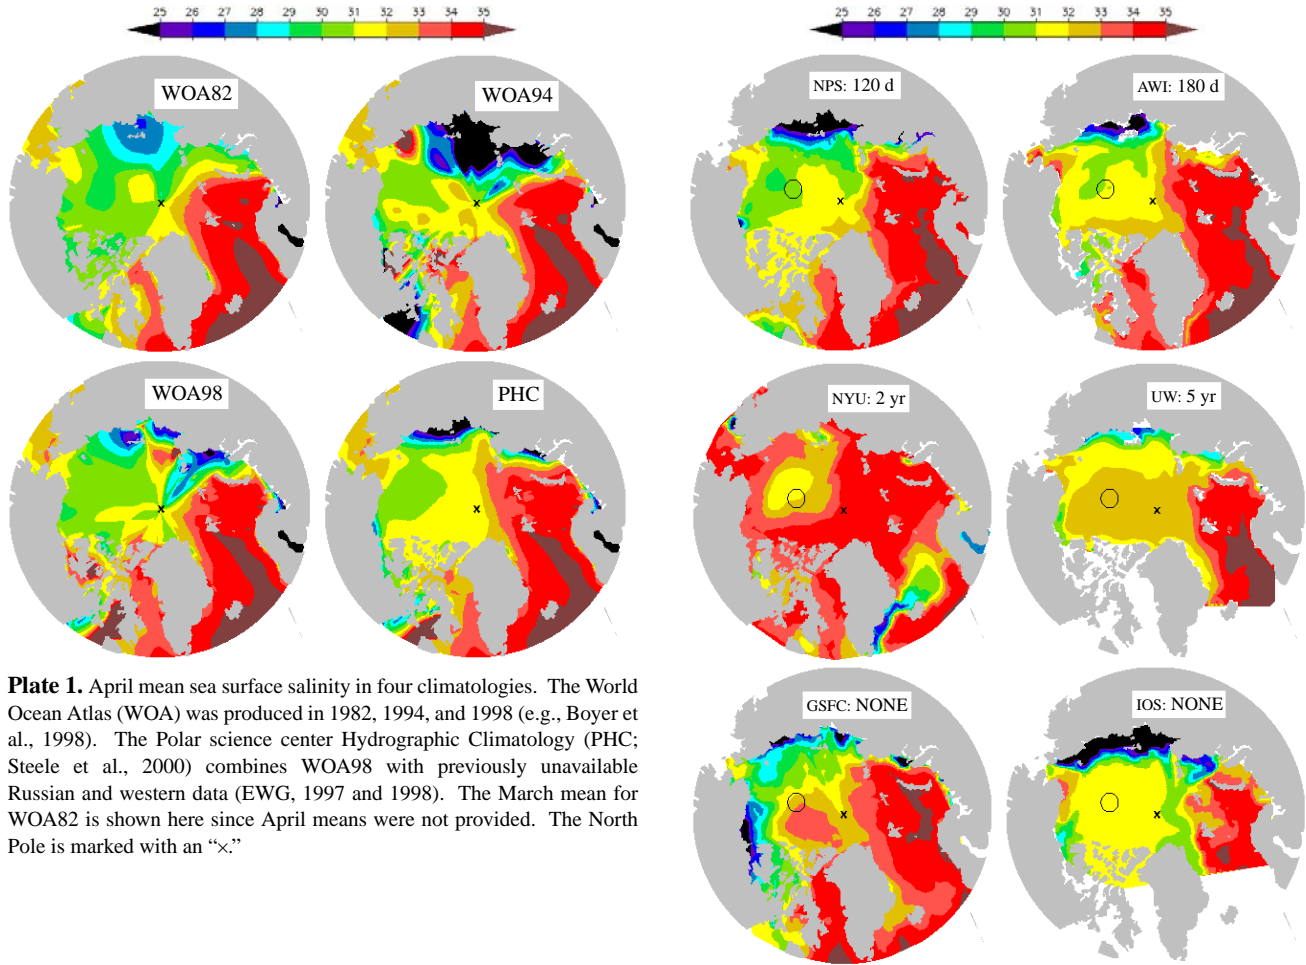 25 26 27 28 29 30 31 32 33 34 35
25 26 27 28 29 30 31 32 33 34 35
WOA82
WOA94
NPS: 120 d
AWI: 180 d
×
×
×
×
WOA98
PHC
NYU: 2 yr
UW: 5 yr
×
×
×
×
Plate 1. April mean sea surface salinity in four climatologies. The World
Ocean Atlas (WOA) was produced in 1982, 1994, and 1998 (e.g., Boyer et
al., 1998). The Polar science center Hydrographic Climatology (PHC;
Steele et al., 2000) combines WOA98 with previously unavailable
Russian and western data (EWG, 1997 and 1998). The March mean for
WOA82 is shown here since April means were not provided. The North
Pole is marked with an “×.”
GSFC: NONE
IOS: NONE
×
×